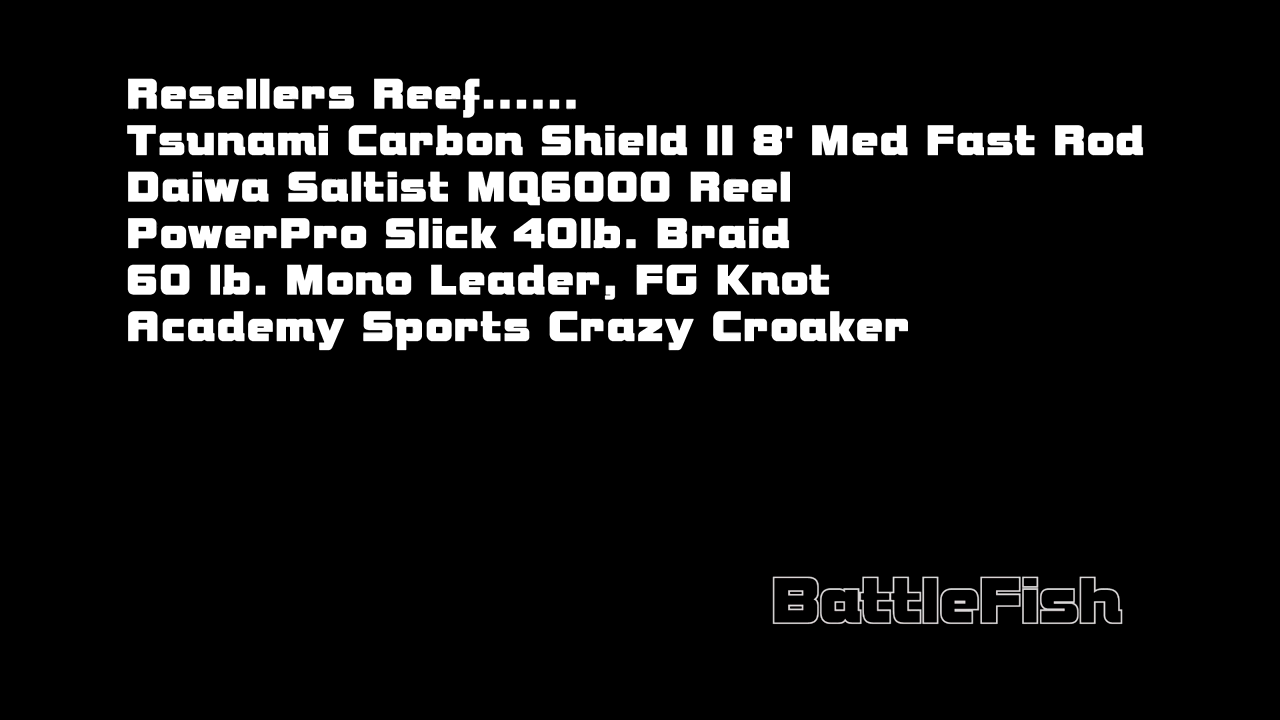 Resellers Reef......
Tsunami Carbon Shield II 8' Med Fast Rod
Daiwa Saltist MQ6000 Reel
PowerPro Slick 40lb. Braid
60 lb. Mono Leader, FG Knot
Academy Sports Crazy Croaker
BattleFish